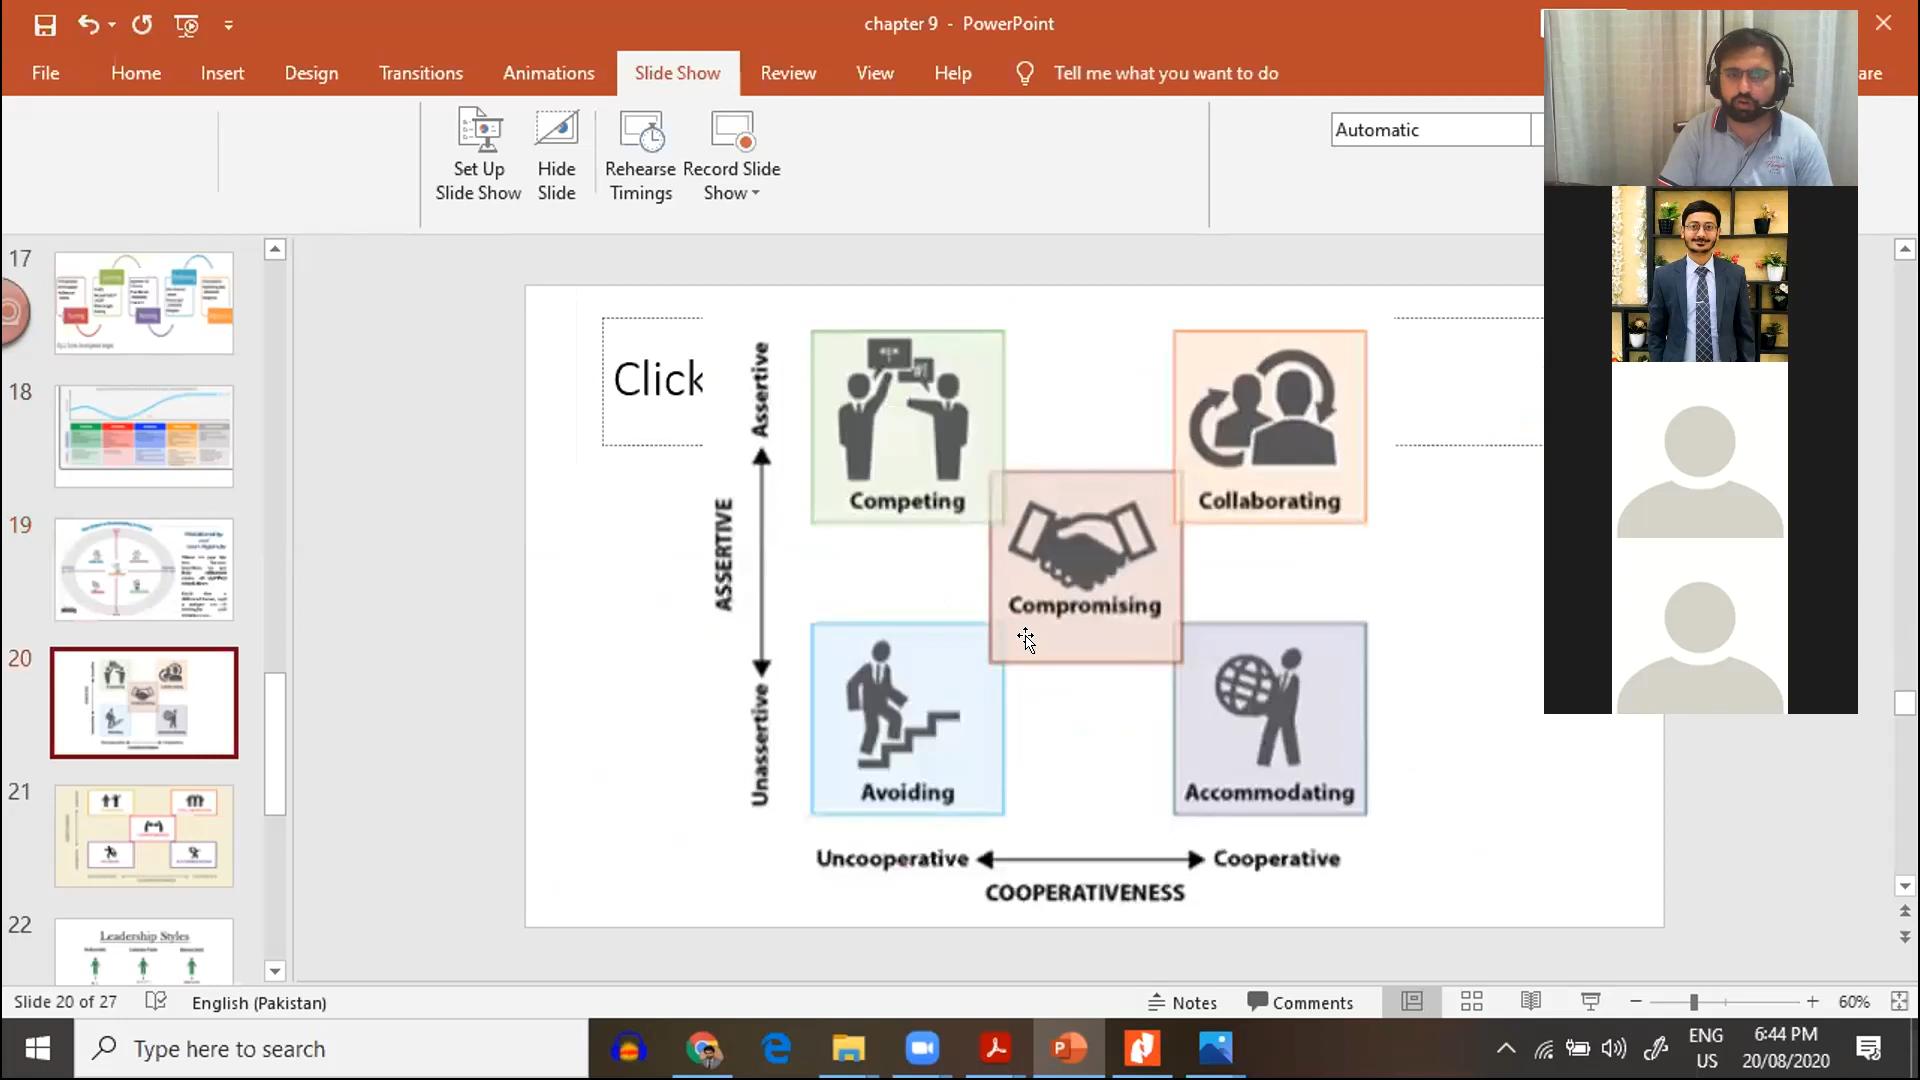 chapter 9 - PowerPoint
File Home Insert Design Transitions Animations Slide Show Review View Help Tell me what you want to do are
Set Up Slide Show
Hide Slide
Rehearse Timings
Record Slide Show
Automatic
17
18
19
20
21
22
Leadership Styles
Click
Assertive
ASSERTIVE
Unassertive
Competing
Collaborating
Compromising
Avoiding
Accommodating
Uncooperative
Cooperative
COOPERATIVENESS
Slide 20 of 27
English (Pakistan)
Notes
Comments
60%
Type here to search
ENG
US
6:44 PM
20/08/2020